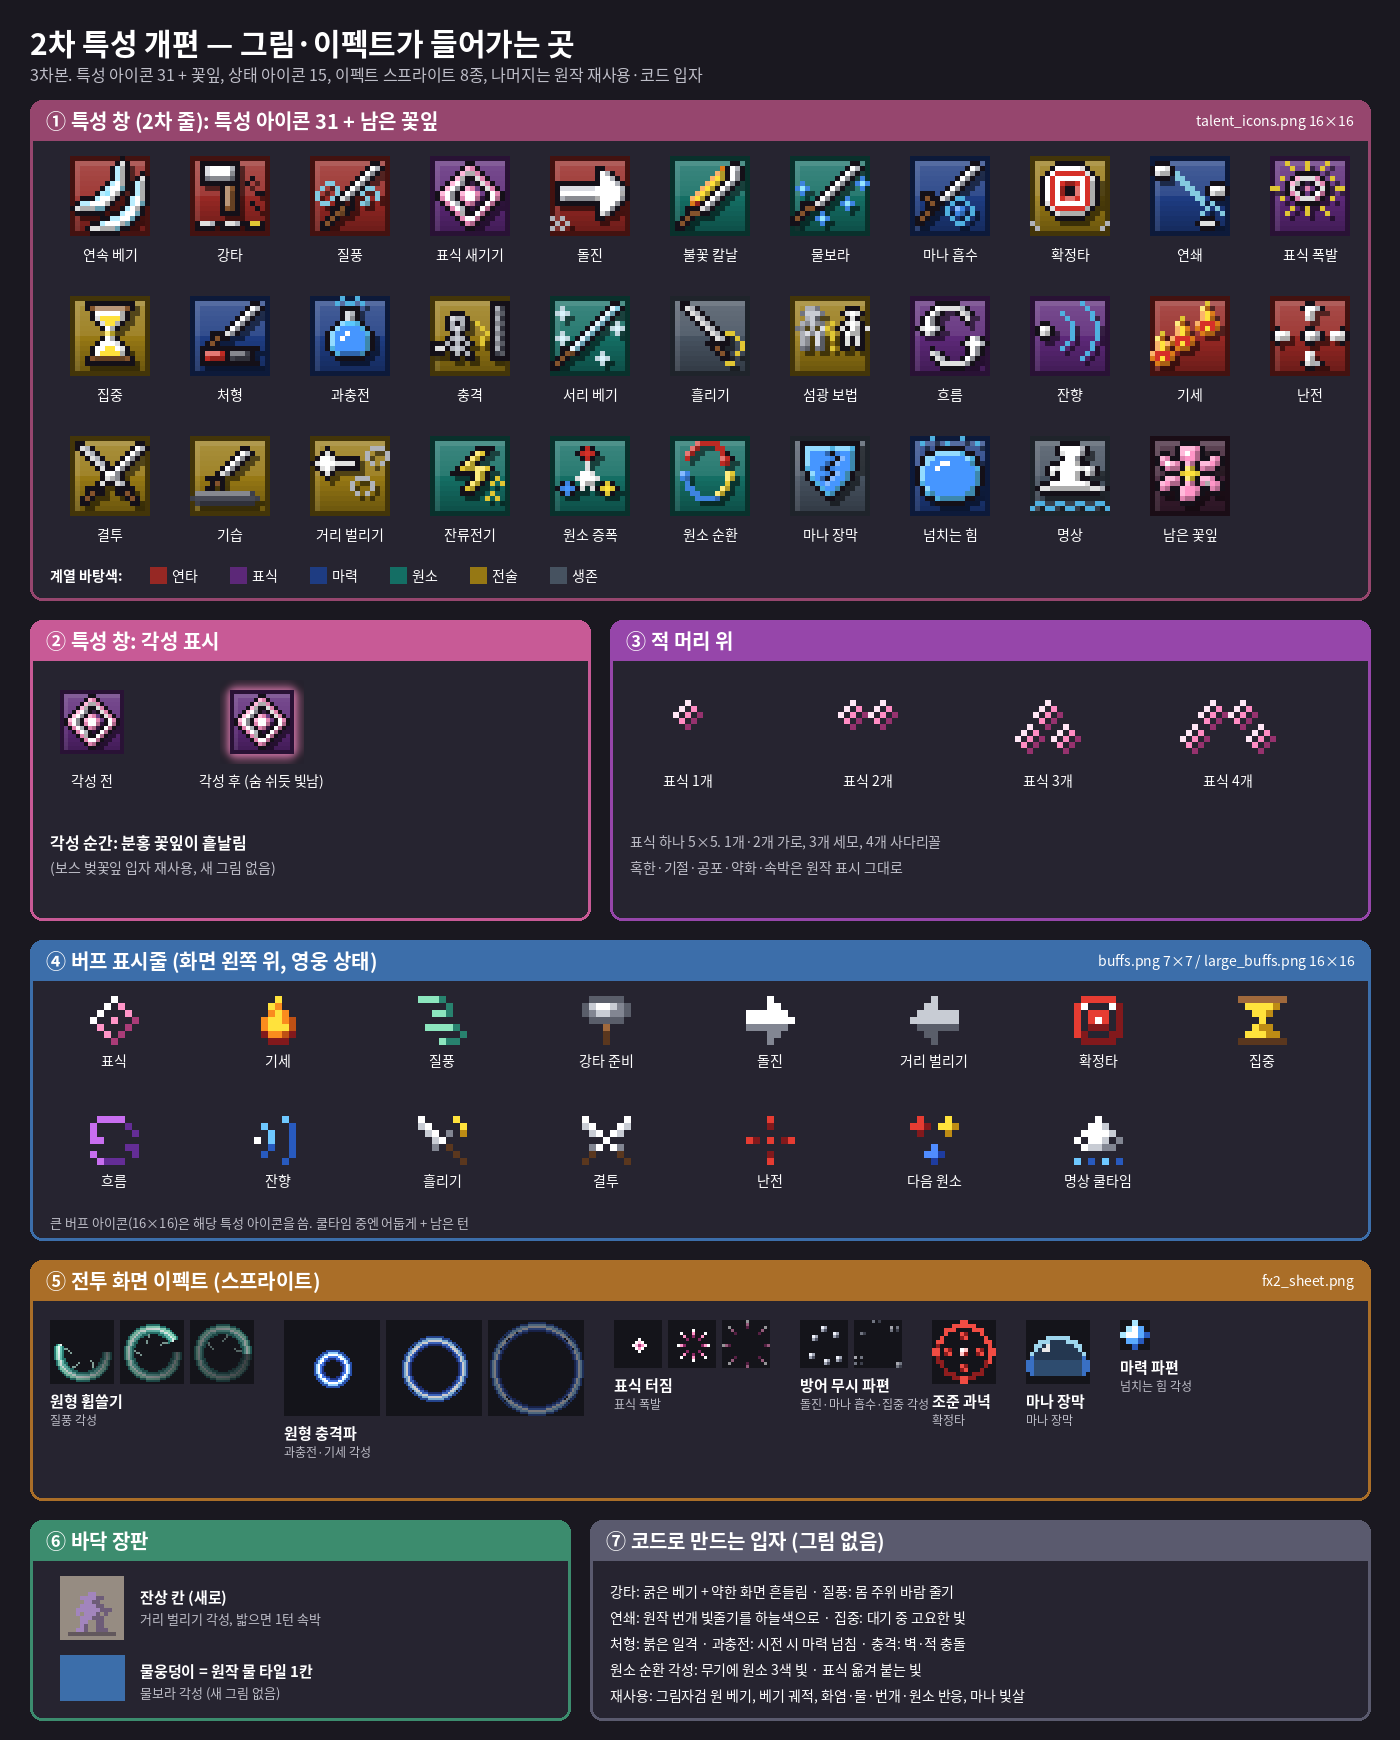 2차 특성 개편 — 그림·이펙트가 들어가는 곳
3차본. 특성 아이콘 31 + 꽃잎, 상태 아이콘 15, 이펙트 스프라이트 8종, 나머지는 원작 재사용·코드 입자
① 특성 창 (2차 줄): 특성 아이콘 31 + 남은 꽃잎
talent_icons.png 16×16
연속 베기 강타 질풍 표식 새기기 돌진 불꽃 칼날 물보라 마나 흡수 확정타 연쇄 표식 폭발
집중 처형 과충전 충격 서리 베기 흘리기 섬광 보법 흐름 잔향 기세 난전
결투 기습 거리 벌리기 잔류전기 원소 증폭 원소 순환 마나 장막 넘치는 힘 명상 남은 꽃잎
계열 바탕색: 연타 표식 마력 원소 전술 생존
② 특성 창: 각성 표시
각성 전 각성 후 (숨 쉬듯 빛남)
각성 순간: 분홍 꽃잎이 흩날림
(보스 벚꽃잎 입자 재사용, 새 그림 없음)
③ 적 머리 위
표식 1개 표식 2개 표식 3개 표식 4개
표식 하나 5×5. 1개·2개 가로, 3개 세모, 4개 사다리꼴
혹한·기절·공포·약화·속박은 원작 표시 그대로
④ 버프 표시줄 (화면 왼쪽 위, 영웅 상태)
buffs.png 7×7 / large_buffs.png 16×16
표식 기세 질풍 강타 준비 돌진 거리 벌리기 확정타 집중
흐름 잔향 흘리기 결투 난전 다음 원소 명상 쿨타임
큰 버프 아이콘(16×16)은 해당 특성 아이콘을 씀. 쿨타임 중엔 어둡게 + 남은 턴
⑤ 전투 화면 이펙트 (스프라이트)
fx2_sheet.png
원형 휩쓸기
질풍 각성
원형 충격파
과충전·기세 각성
표식 터짐
표식 폭발
방어 무시 파편
돌진·마나 흡수·집중 각성
조준 과녁
확정타
마나 장막
마나 장막
마력 파편
넘치는 힘 각성
⑥ 바닥 장판
잔상 칸 (새로)
거리 벌리기 각성, 밟으면 1턴 속박
물웅덩이 = 원작 물 타일 1칸
물보라 각성 (새 그림 없음)
⑦ 코드로 만드는 입자 (그림 없음)
강타: 굵은 베기 + 약한 화면 흔들림 · 질풍: 몸 주위 바람 줄기
연쇄: 원작 번개 빛줄기를 하늘색으로 · 집중: 대기 중 고요한 빛
처형: 붉은 일격 · 과충전: 시전 시 마력 넘침 · 충격: 벽·적 충돌
원소 순환 각성: 무기에 원소 3색 빛 · 표식 옮겨 붙는 빛
재사용: 그림자검 원 베기, 베기 궤적, 화염·물·번개·원소 반응, 마나 빛살